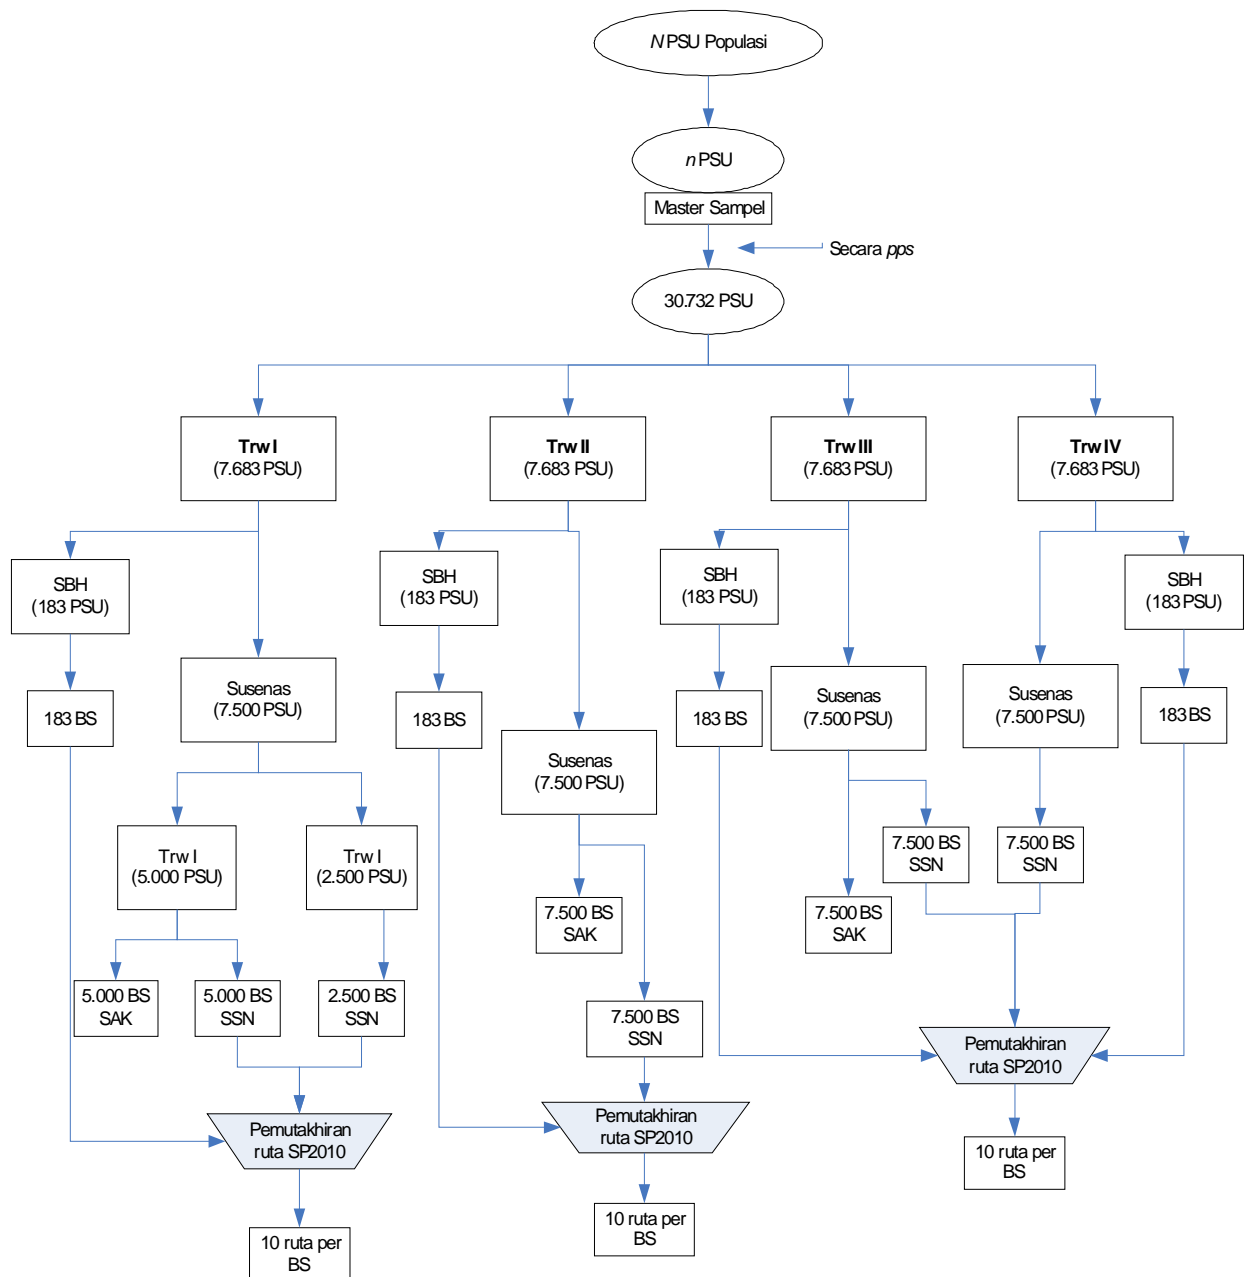 N PSU Populasi
n PSU
Master Sampel
Secara pps
30.732 PSU
Trw I
(7.683 PSU)
Trw II
(7.683 PSU)
Trw III
(7.683 PSU)
Trw IV
(7.683 PSU)
SBH
(183 PSU)
SBH
(183 PSU)
SBH
(183 PSU)
SBH
(183 PSU)
183 BS
Susenas
(7.500 PSU)
183 BS
Susenas
(7.500 PSU)
183 BS
Susenas
(7.500 PSU)
Susenas
(7.500 PSU)
183 BS
Trw I
(5.000 PSU)
Trw I
(2.500 PSU)
7.500 BS
SAK
7.500 BS
SAK
7.500 BS
SSN
7.500 BS
SSN
5.000 BS
SAK
5.000 BS
SSN
2.500 BS
SSN
7.500 BS
SSN
Pemutakhiran
ruta SP2010
Pemutakhiran
ruta SP2010
Pemutakhiran
ruta SP2010
10 ruta per
BS
10 ruta per
BS
10 ruta per
BS